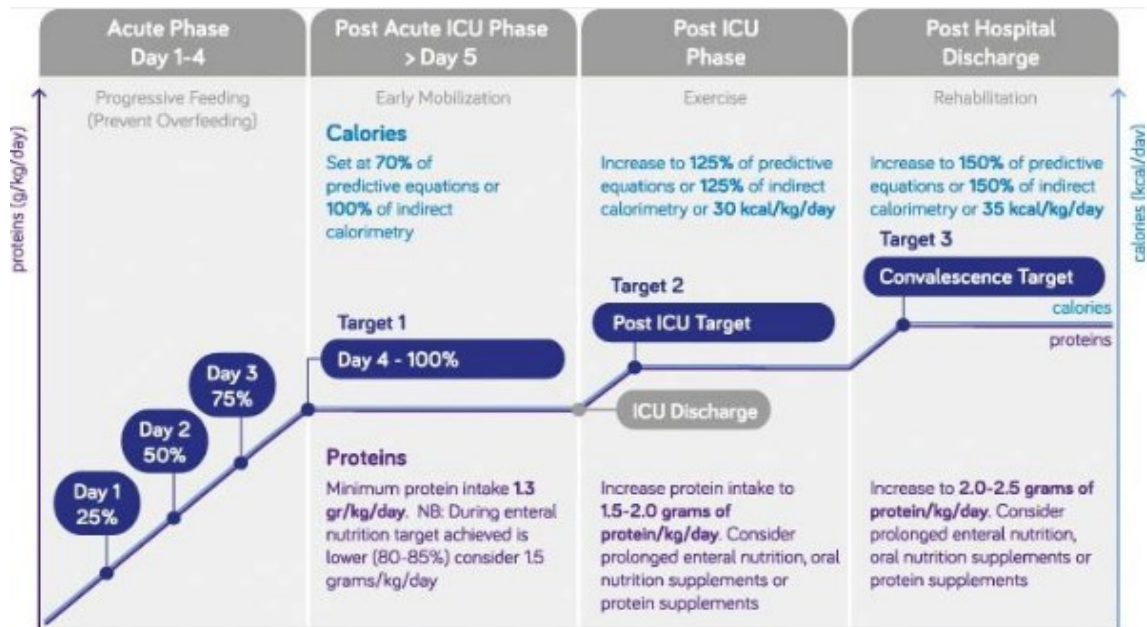 Acute Phase
Day 1-4
Post Acute ICU Phase
> Day 5
Post ICU
Phase
Post Hospital
Discharge
proteins (g/kg/day)
Progressive Feeding
(Prevent Overfeeding)
Early Mobilization
Exercise
Rehabilitation
calories (kcal/day)
Calories
Set at 70% of
predictive equations or
100% of indirect
calorimetry
Increase to 125% of predictive
equations or 125% of indirect
calorimetry or 30 kcal/kg/day
Increase to 150% of predictive
equations or 150% of indirect
calorimetry or 35 kcal/kg/day
Target 1
Day 4 - 100%
Target 2
Post ICU Target
Target 3
Convalescence Target
calories
proteins
Day 3
75%
Day 2
50%
Day 1
25%
ICU Discharge
Proteins
Minimum protein intake 1.3
gr/kg/day. NB: During enteral
nutrition target achieved is
lower (80-85%) consider 1.5
grams/kg/day
Increase protein intake to
1.5-2.0 grams of
protein/kg/day. Consider
prolonged enteral nutrition, oral
nutrition supplements or
protein supplements
Increase to 2.0-2.5 grams of
protein/kg/day. Consider
prolonged enteral nutrition,
oral nutrition supplements or
protein supplements